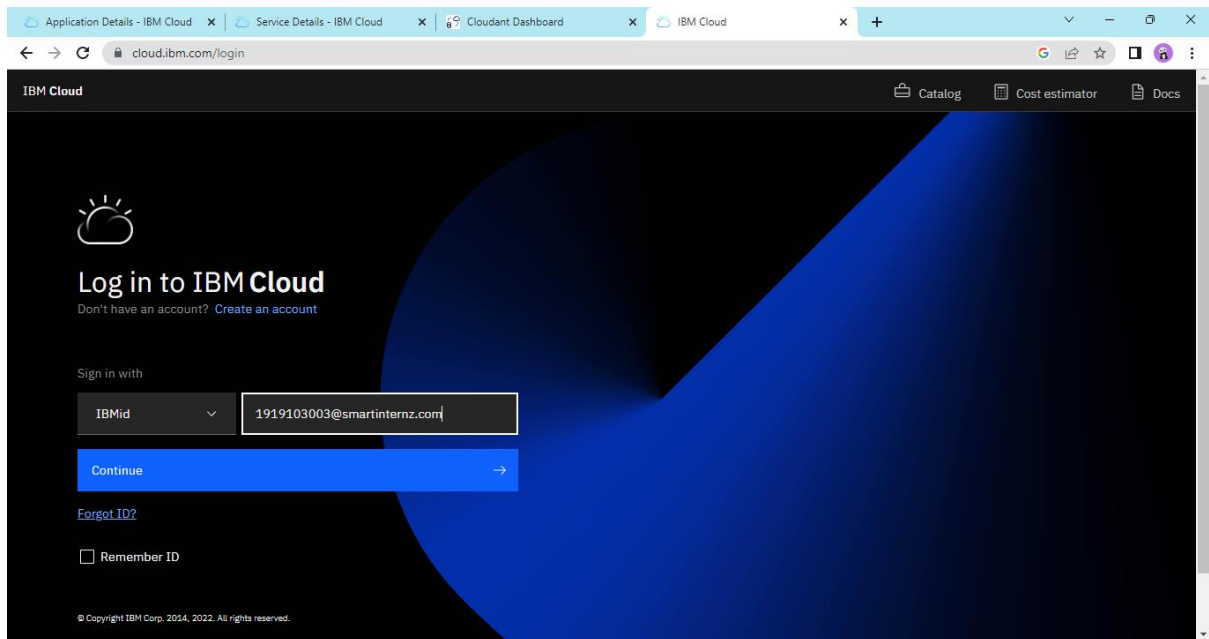 Application Details - IBM Cloud
Service Details - IBM Cloud
Cloudant Dashboard
IBM Cloud
cloud.ibm.com/login
IBM Cloud
Catalog
Cost estimator
Docs
Log in to IBM Cloud
Don't have an account? Create an account
Sign in with
IBMid
1919103003@smartinternz.com
Continue
Forgot ID?
Remember ID
© Copyright IBM Corp. 2014, 2022. All rights reserved.